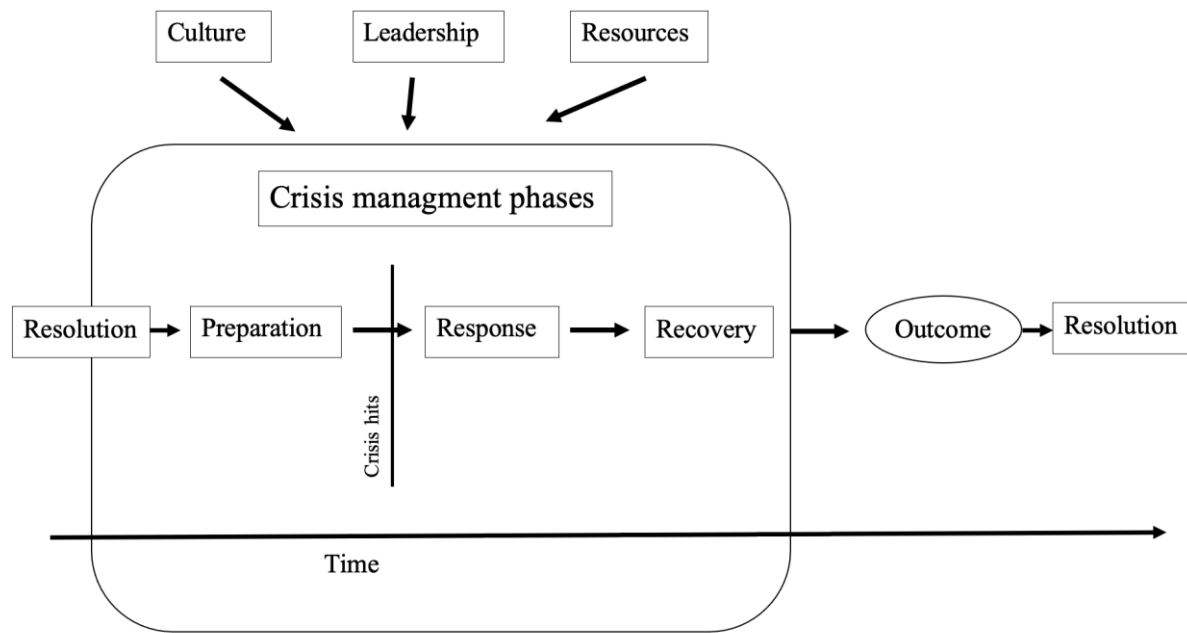 Culture
Leadership
Resources
Crisis managment phases
Resolution
Preparation
Crisis hits
Response
Recovery
Outcome
Resolution
Time